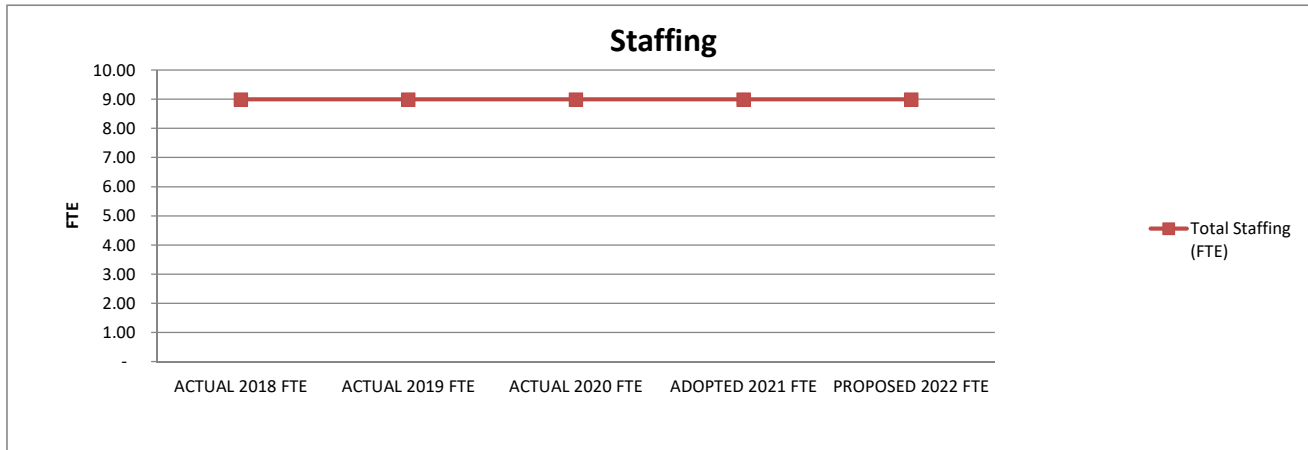 Staffing
10.00
9.00
8.00
7.00
6.00
5.00
4.00
3.00
2.00
1.00
-
FTE
ACTUAL 2018 FTE
ACTUAL 2019 FTE
ACTUAL 2020 FTE
ADOPTED 2021 FTE
PROPOSED 2022 FTE
Total Staffing
(FTE)